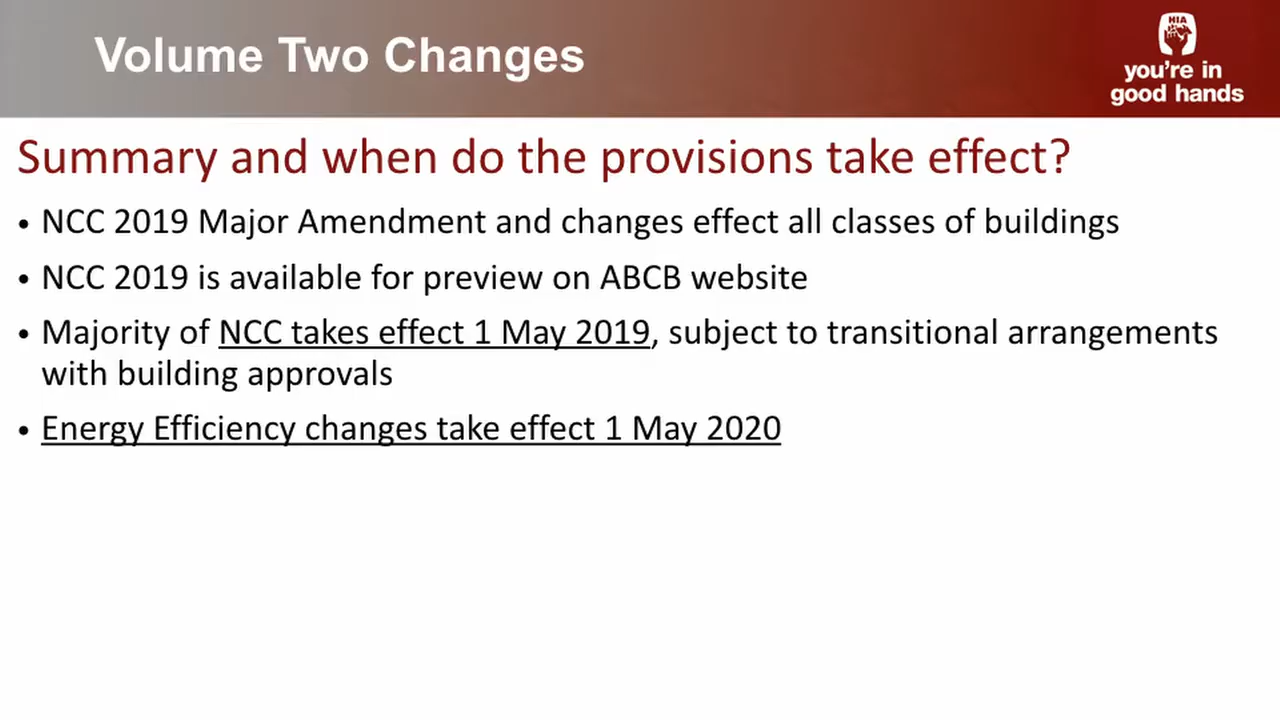 Volume Two Changes
HIA
you're in
good hands
Summary and when do the provisions take effect?
• NCC 2019 Major Amendment and changes effect all classes of buildings
• NCC 2019 is available for preview on ABCB website
• Majority of NCC takes effect 1 May 2019, subject to transitional arrangements
with building approvals
• Energy Efficiency changes take effect 1 May 2020